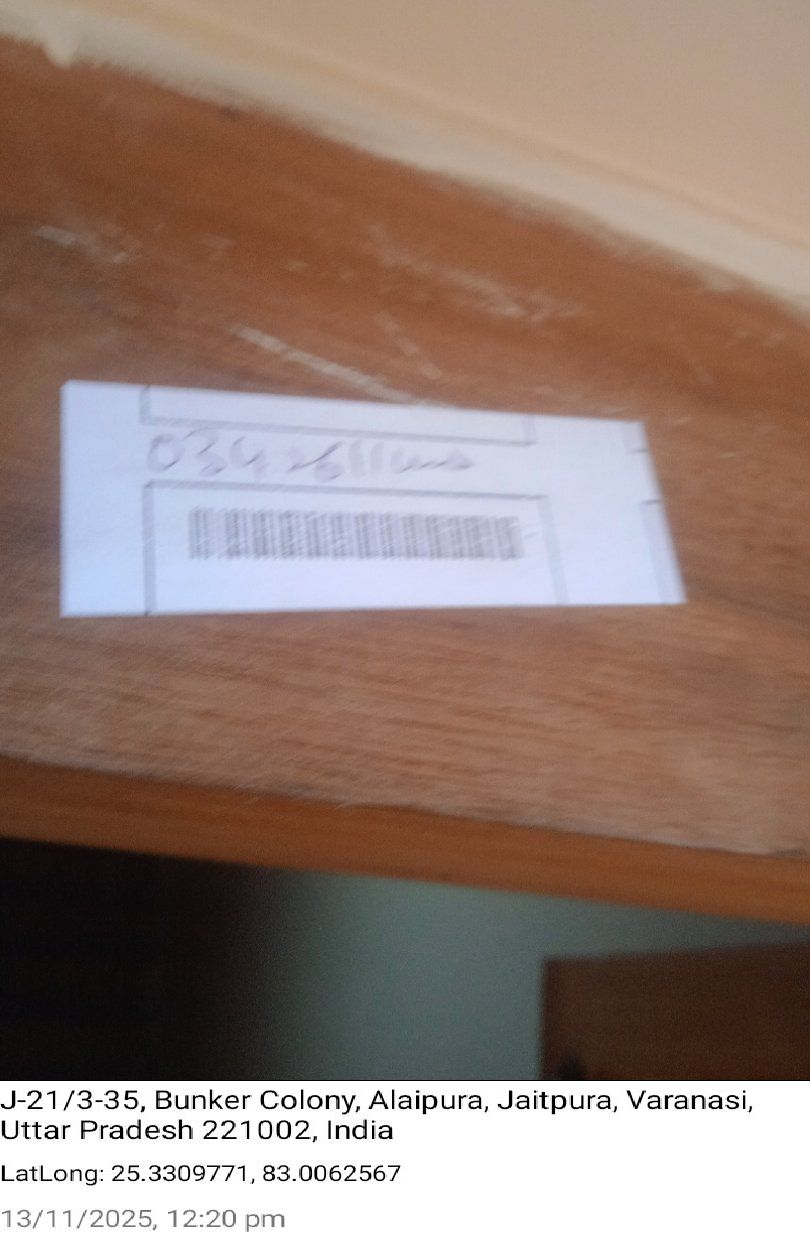 J-21/3-35, Bunker Colony, Alaipura, Jaitpura, Varanasi,
Uttar Pradesh 221002, India
LatLong: 25.3309771, 83.0062567
13/11/2025, 12:20 pm